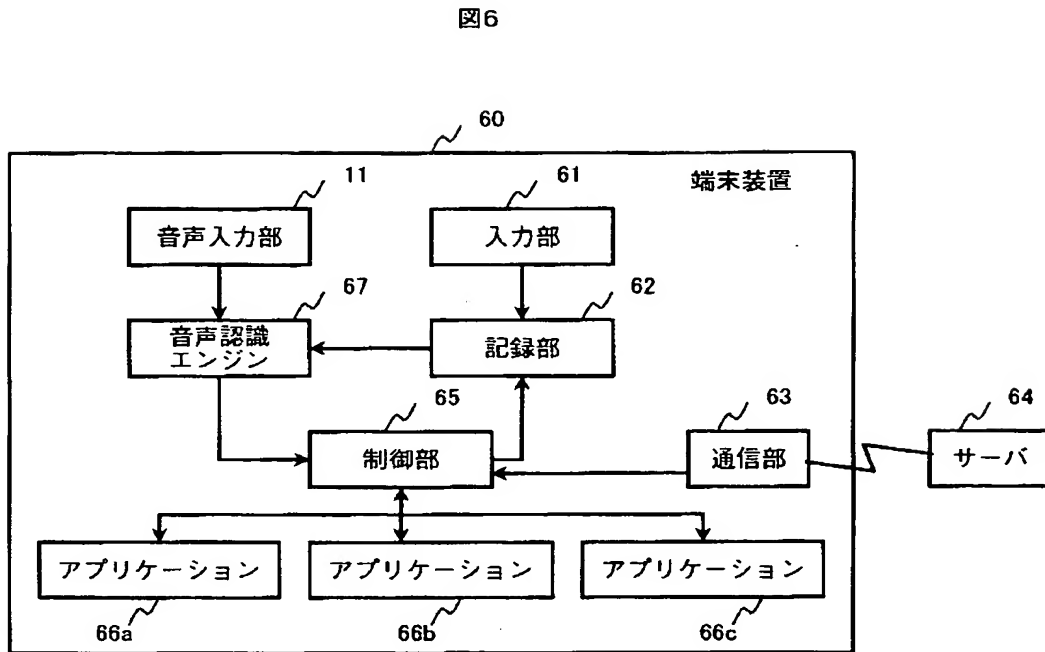 図6
60
端末装置
11
61
音声入力部
入力部
67
62
音声認識
エンジン
記録部
65
63
64
制御部
通信部
サーバ
アプリケーション
アプリケーション
アプリケーション
66a
66b
66c